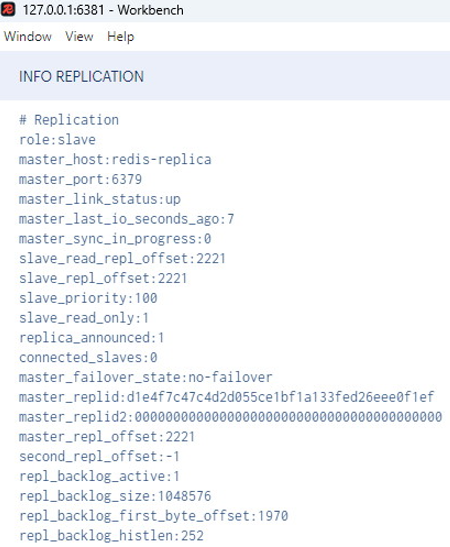 127.0.0.1:6381 - Workbench
Window View Help
INFO REPLICATION
# Replication
role:slave
master_host:redis-replica
master_port:6379
master_link_status:up
master_last_io_seconds_ago:7
master_sync_in_progress:0
slave_read_repl_offset:2221
slave_repl_offset:2221
slave_priority:100
slave_read_only:1
replica_announced:1
connected_slaves:0
master_failover_state:no-failover
master_replid:d1e4f7c47c4d2d055ce1bf1a133fed26eee0f1ef
master_replid2:0000000000000000000000000000000000000000
master_repl_offset:2221
second_repl_offset:-1
repl_backlog_active:1
repl_backlog_size:1048576
repl_backlog_first_byte_offset:1970
repl_backlog_histlen:252